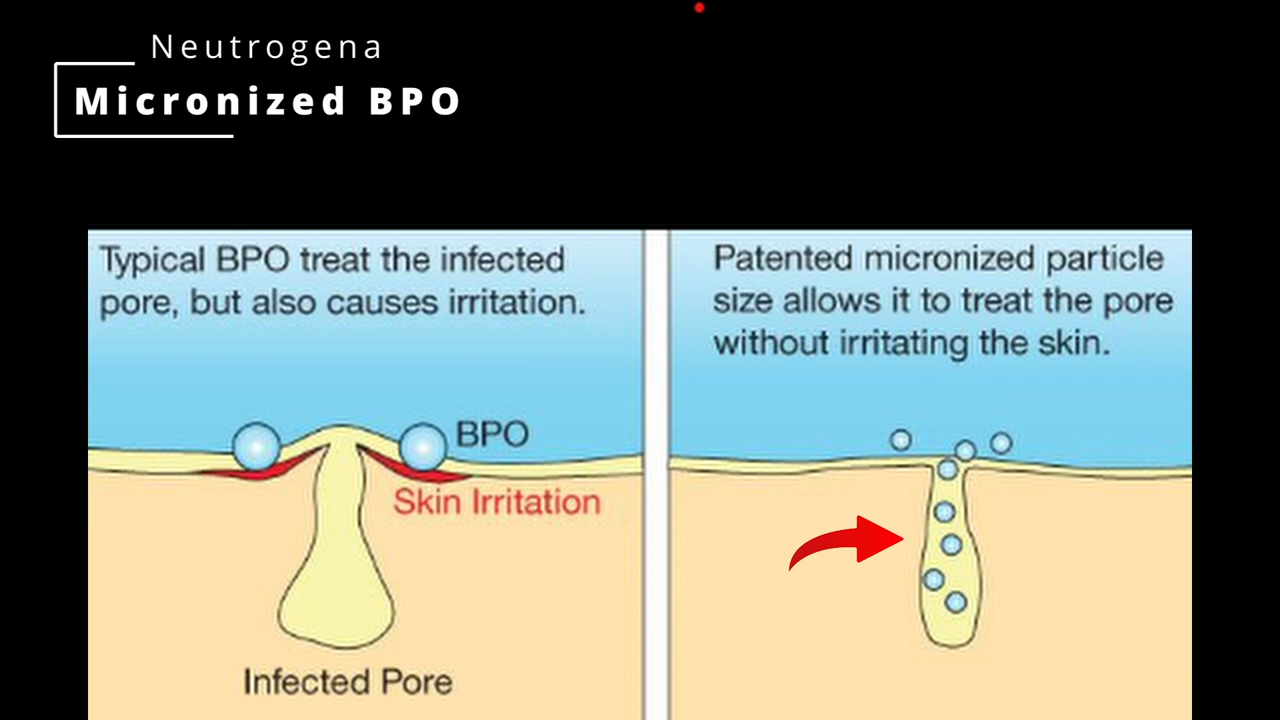 Neutrogena
Micronized BPO
Typical BPO treat the infected
pore, but also causes irritation.
BPO
Skin Irritation
Infected Pore
Patented micronized particle
size allows it to treat the pore
without irritating the skin.